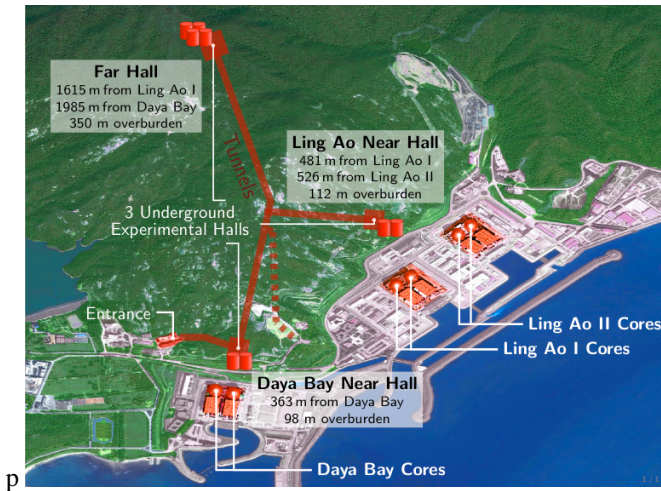 Far Hall
1615 m from Ling Ao I
1985 m from Daya Bay
350 m overburden
Tunnels
Ling Ao Near Hall
481 m from Ling Ao I
526 m from Ling Ao II
112 m overburden
3 Underground
Experimental Halls
Entrance
Ling Ao II Cores
Ling Ao I Cores
Daya Bay Near Hall
363 m from Daya Bay
98 m overburden
Daya Bay Cores
p
1/1